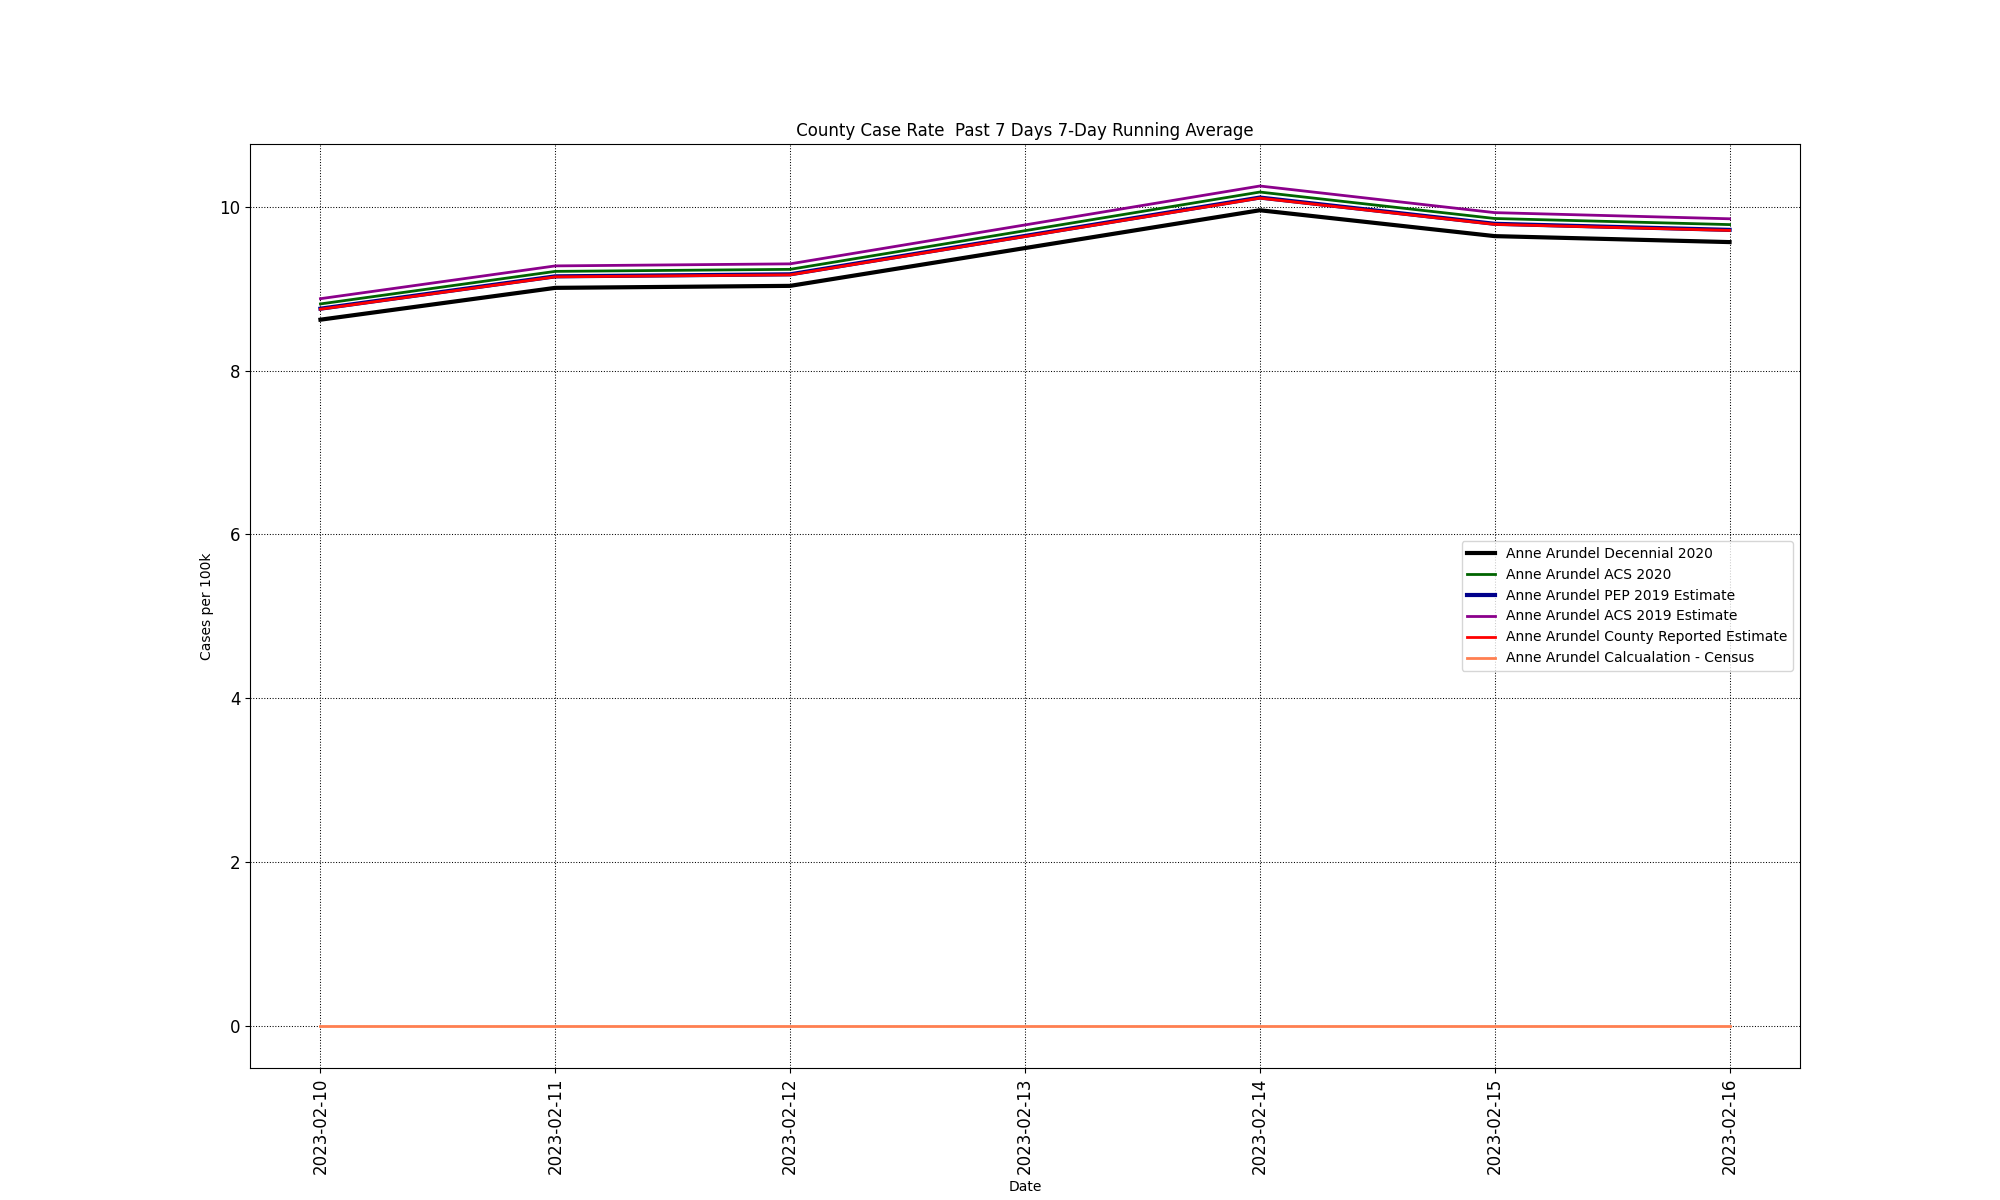 County Case Rate  Past 7 Days 7-Day Running Average
10
8
6
4
2
0
Cases per 100k
Anne Arundel Decennial 2020
Anne Arundel ACS 2020
Anne Arundel PEP 2019 Estimate
Anne Arundel ACS 2019 Estimate
Anne Arundel County Reported Estimate
Anne Arundel Calcualation - Census
2023-02-10
2023-02-11
2023-02-12
2023-02-13
2023-02-14
2023-02-15
2023-02-16
Date